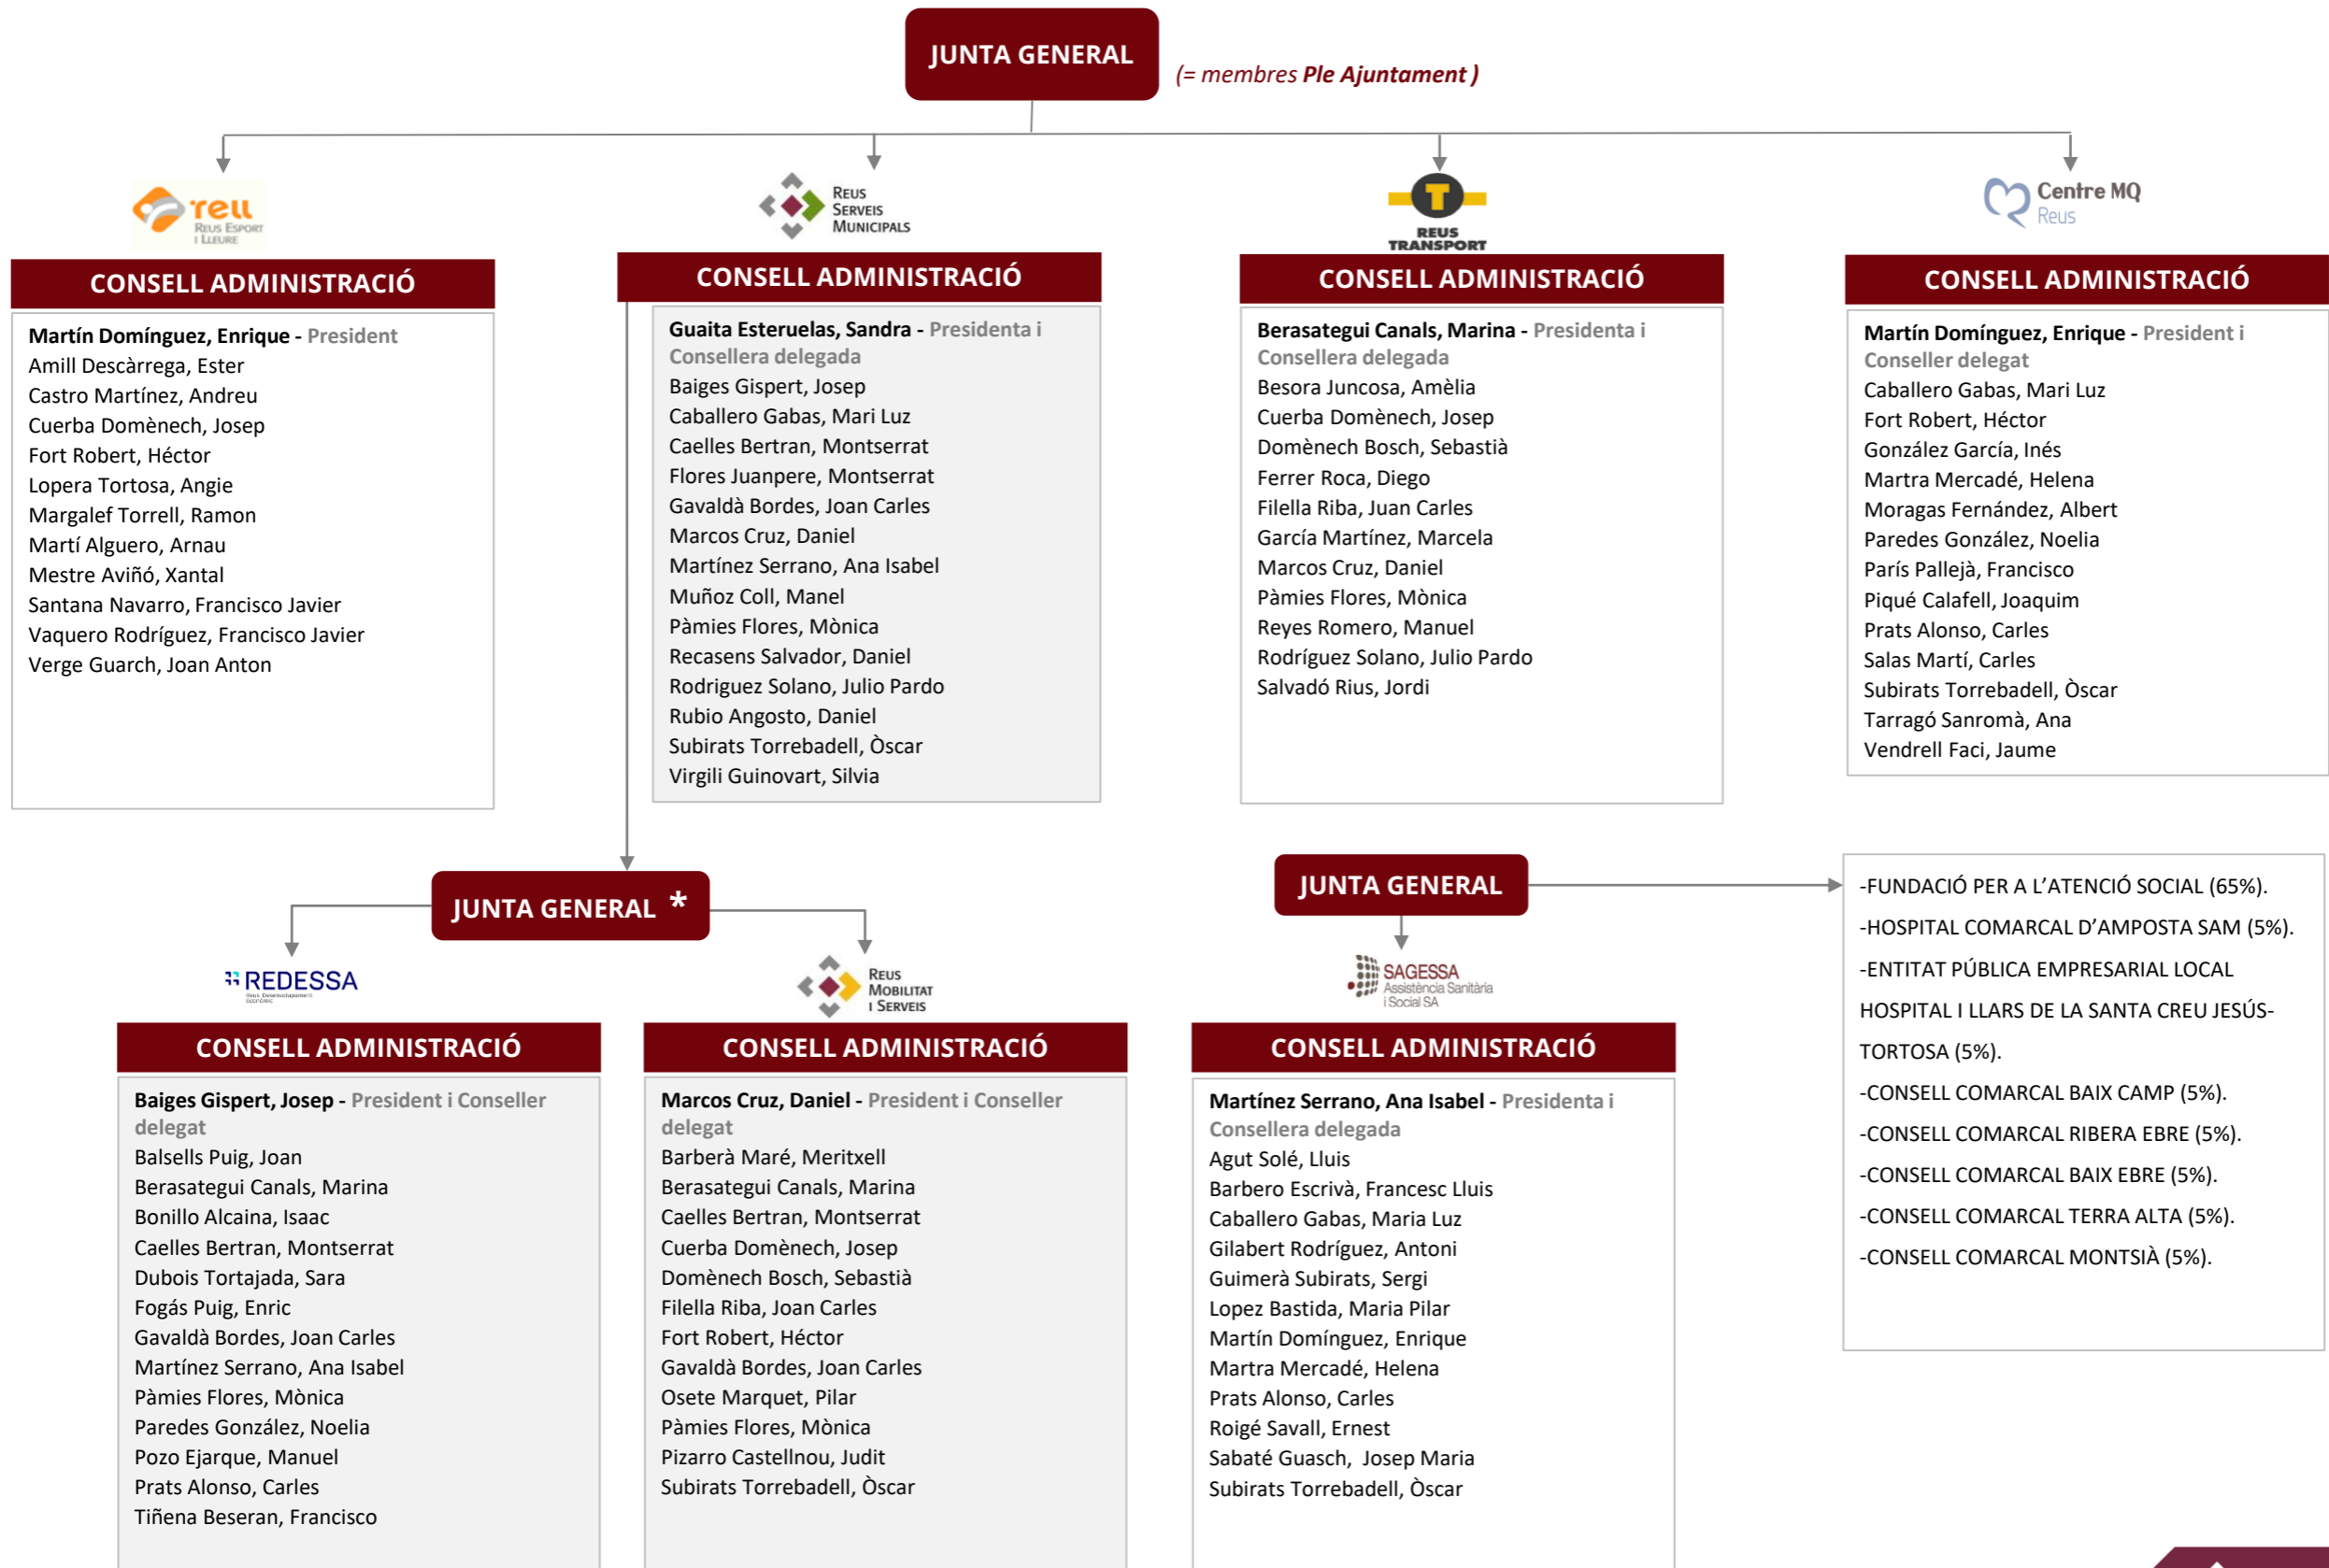 JUNTA GENERAL
(= membres Ple Ajuntament )
rell
REUS ESPORT
I LLEURE
CONSELL ADMINISTRACIÓ
Martín Domínguez, Enrique - President
Amill Descàrrega, Ester
Castro Martínez, Andreu
Cuerba Domènech, Josep
Fort Robert, Héctor
Lopera Tortosa, Angie
Margalef Torrell, Ramon
Martí Alguero, Arnau
Mestre Aviñó, Xantal
Santana Navarro, Francisco Javier
Vaquero Rodríguez, Francisco Javier
Verge Guarch, Joan Anton
REUS
SERVEIS
MUNICIPALS
CONSELL ADMINISTRACIÓ
Guaita Esteruelas, Sandra - Presidenta i
Consellera delegada
Baiges Gispert, Josep
Caballero Gabas, Mari Luz
Caelles Bertran, Montserrat
Flores Juanpere, Montserrat
Gavaldà Bordes, Joan Carles
Marcos Cruz, Daniel
Martínez Serrano, Ana Isabel
Muñoz Coll, Manel
Pàmies Flores, Mònica
Recasens Salvador, Daniel
Rodriguez Solano, Julio Pardo
Rubio Angosto, Daniel
Subirats Torrebadell, Òscar
Virgili Guinovart, Silvia
T
REUS
TRANSPORT
CONSELL ADMINISTRACIÓ
Berasategui Canals, Marina - Presidenta i
Consellera delegada
Besora Juncosa, Amèlia
Cuerba Domènech, Josep
Domènech Bosch, Sebastià
Ferrer Roca, Diego
Filella Riba, Juan Carles
García Martínez, Marcela
Marcos Cruz, Daniel
Pàmies Flores, Mònica
Reyes Romero, Manuel
Rodríguez Solano, Julio Pardo
Salvadó Rius, Jordi
Centre MQ
Reus
CONSELL ADMINISTRACIÓ
Martín Domínguez, Enrique - President i
Conseller delegat
Caballero Gabas, Mari Luz
Fort Robert, Héctor
González García, Inés
Martra Mercadé, Helena
Moragas Fernández, Albert
Paredes González, Noelia
París Pallejà, Francisco
Piqué Calafell, Joaquim
Prats Alonso, Carles
Salas Martí, Carles
Subirats Torrebadell, Òscar
Tarragó Sanromà, Ana
Vendrell Faci, Jaume
JUNTA GENERAL *
REDESSA
Reus Desenvolupament
Econòmic
CONSELL ADMINISTRACIÓ
Baiges Gispert, Josep - President i Conseller
delegat
Balsells Puig, Joan
Berasategui Canals, Marina
Bonillo Alcaina, Isaac
Caelles Bertran, Montserrat
Dubois Tortajada, Sara
Fogás Puig, Enric
Gavaldà Bordes, Joan Carles
Martínez Serrano, Ana Isabel
Pàmies Flores, Mònica
Paredes González, Noelia
Pozo Ejarque, Manuel
Prats Alonso, Carles
Tiñena Beseran, Francisco
REUS
MOBILITAT
I SERVEIS
CONSELL ADMINISTRACIÓ
Marcos Cruz, Daniel - President i Conseller
delegat
Barberà Maré, Meritxell
Berasategui Canals, Marina
Caelles Bertran, Montserrat
Cuerba Domènech, Josep
Domènech Bosch, Sebastià
Filella Riba, Joan Carles
Fort Robert, Héctor
Gavaldà Bordes, Joan Carles
Osete Marquet, Pilar
Pàmies Flores, Mònica
Pizarro Castellnou, Judit
Subirats Torrebadell, Òscar
JUNTA GENERAL
SAGESSA
Assistència Sanitària
i Social SA
CONSELL ADMINISTRACIÓ
Martínez Serrano, Ana Isabel - Presidenta i
Consellera delegada
Agut Solé, Lluis
Barbero Escrivà, Francesc Lluis
Caballero Gabas, Maria Luz
Gilabert Rodríguez, Antoni
Guimerà Subirats, Sergi
Lopez Bastida, Maria Pilar
Martín Domínguez, Enrique
Martra Mercadé, Helena
Prats Alonso, Carles
Roigé Savall, Ernest
Sabaté Guasch, Josep Maria
Subirats Torrebadell, Òscar
-FUNDACIÓ PER A L’ATENCIÓ SOCIAL (65%).
-HOSPITAL COMARCAL D’AMPOSTA SAM (5%).
-ENTITAT PÚBLICA EMPRESARIAL LOCAL
HOSPITAL I LLARS DE LA SANTA CREU JESÚS-
TORTOSA (5%).
-CONSELL COMARCAL BAIX CAMP (5%).
-CONSELL COMARCAL RIBERA EBRE (5%).
-CONSELL COMARCAL BAIX EBRE (5%).
-CONSELL COMARCAL TERRA ALTA (5%).
-CONSELL COMARCAL MONTSIÀ (5%).